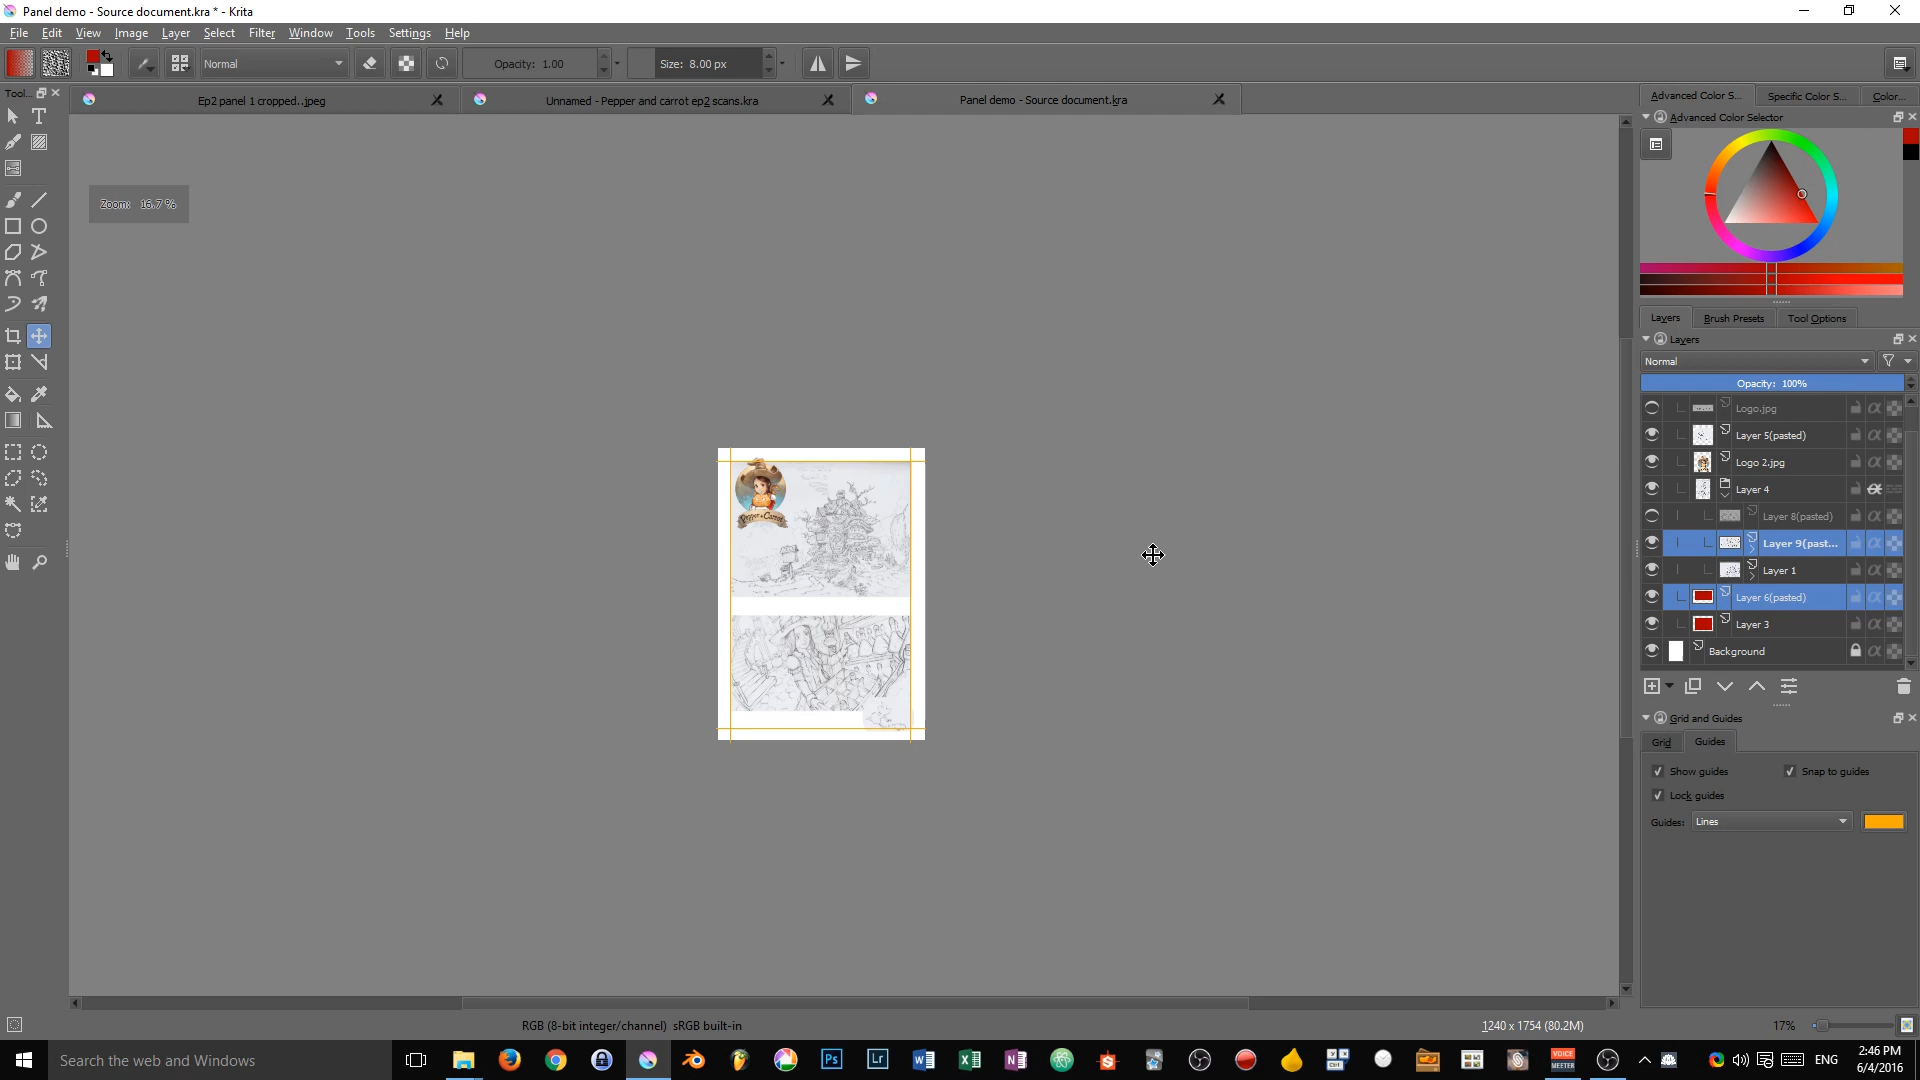 Panel demo - Source document.kra * - Krita
File Edit View Image Layer Select Filter Tools Window Settings Help
Normal
Opacity: 1.00
Size: 8.00 px
Tool...
Ep2 panel 1 cropped..jpeg
Unnamed - Pepper and carrot ep2 scans.kra
Panel demo - Source document.kra
Zoom: 16.7 %
Pepper & Carrot
Advanced Color S...
Specific Color S...
Color...
Advanced Color Selector
Layers
Brush Presets
Tool Options
Layers
Normal
Opacity: 100%
Logo.jpg
Layer 5(pasted)
Logo 2.jpg
Layer 4
Layer 8(pasted)
Layer 9(past...
Layer 1
Layer 6(pasted)
Layer 3
Background
Grid and Guides
Grid
Guides
Show guides
Snap to guides
Lock guides
Guides: Lines
RGB (8-bit integer/channel) sRGB built-in
1240 x 1754 (80.2M)
17%
Search the web and Windows
Ps
Lr
VOICE
MEETER
ENG
2:46 PM
6/4/2016